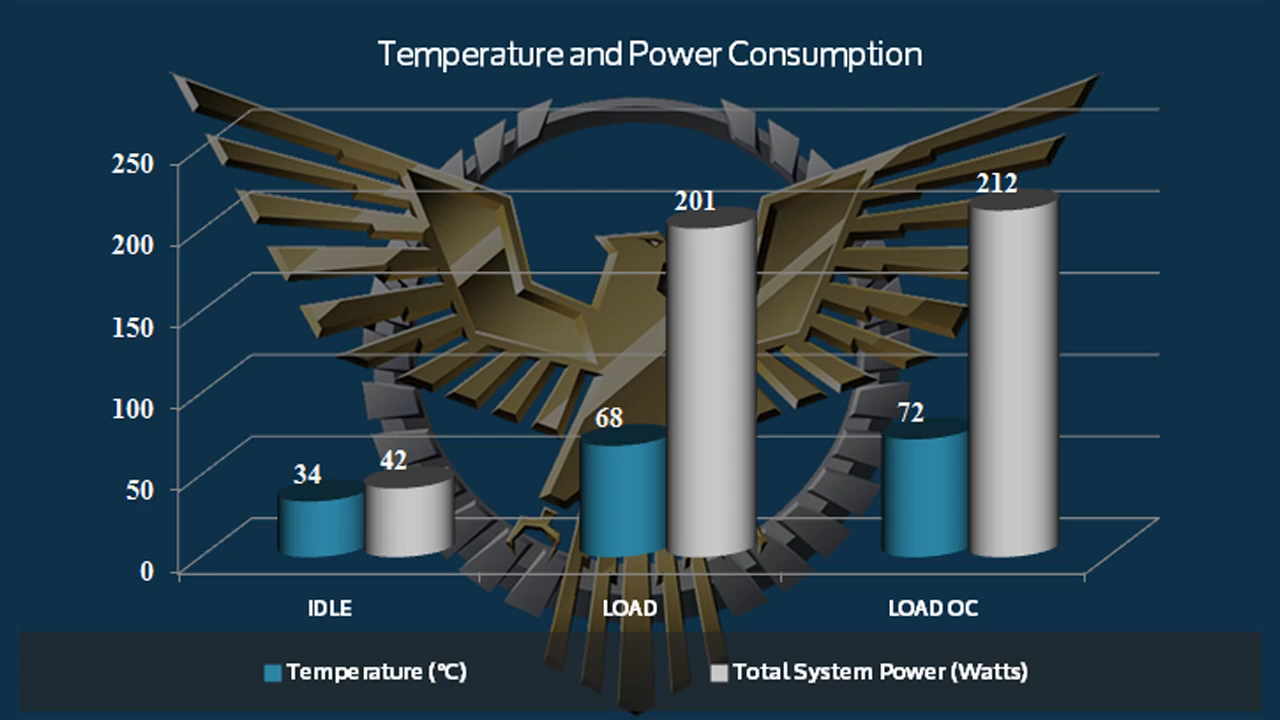 Temperature and Power Consumption
250
200
150
100
50
0
34
42
68
201
72
212
IDLE
LOAD
LOAD OC
Temperature (°C)
Total System Power (Watts)